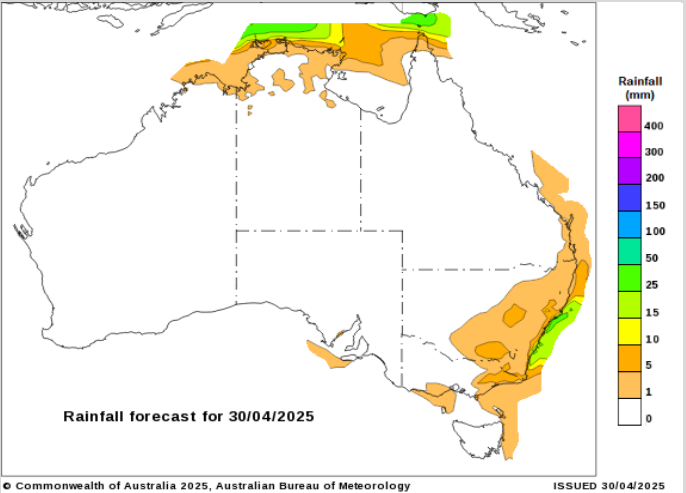 Rainfall
(mm)
400
300
200
150
100
50
25
15
10
5
1
0
Rainfall forecast for 30/04/2025
© Commonwealth of Australia 2025, Australian Bureau of Meteorology
ISSUED 30/04/2025